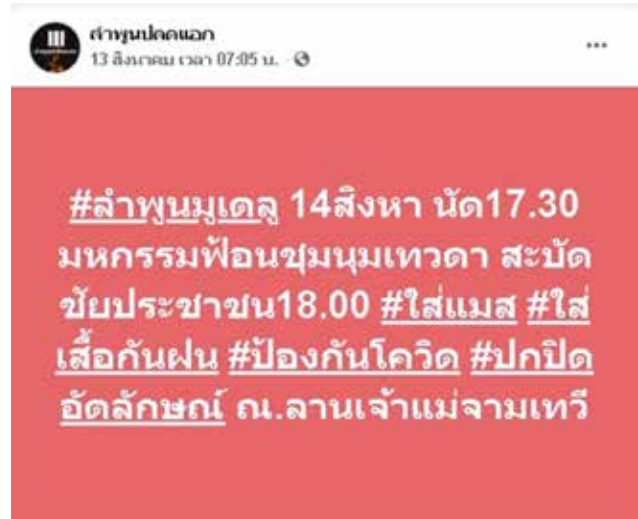 ลำพูนปลดแอก
13 สิงหาคม เวลา 07:05 น.
#ลำพูนมูเตลู 14สิงหา นัด17.30
มหกรรมฟ้อนชุมนุมเทวดา สะบัด
ชัยประชาชน18.00 #ใส่แมส #ใส่
เสื้อกันฝน #ป้องกันโควิด #ปกปิด
อัตลักษณ์ ณ.ลานเจ้าแม่จามเทวี